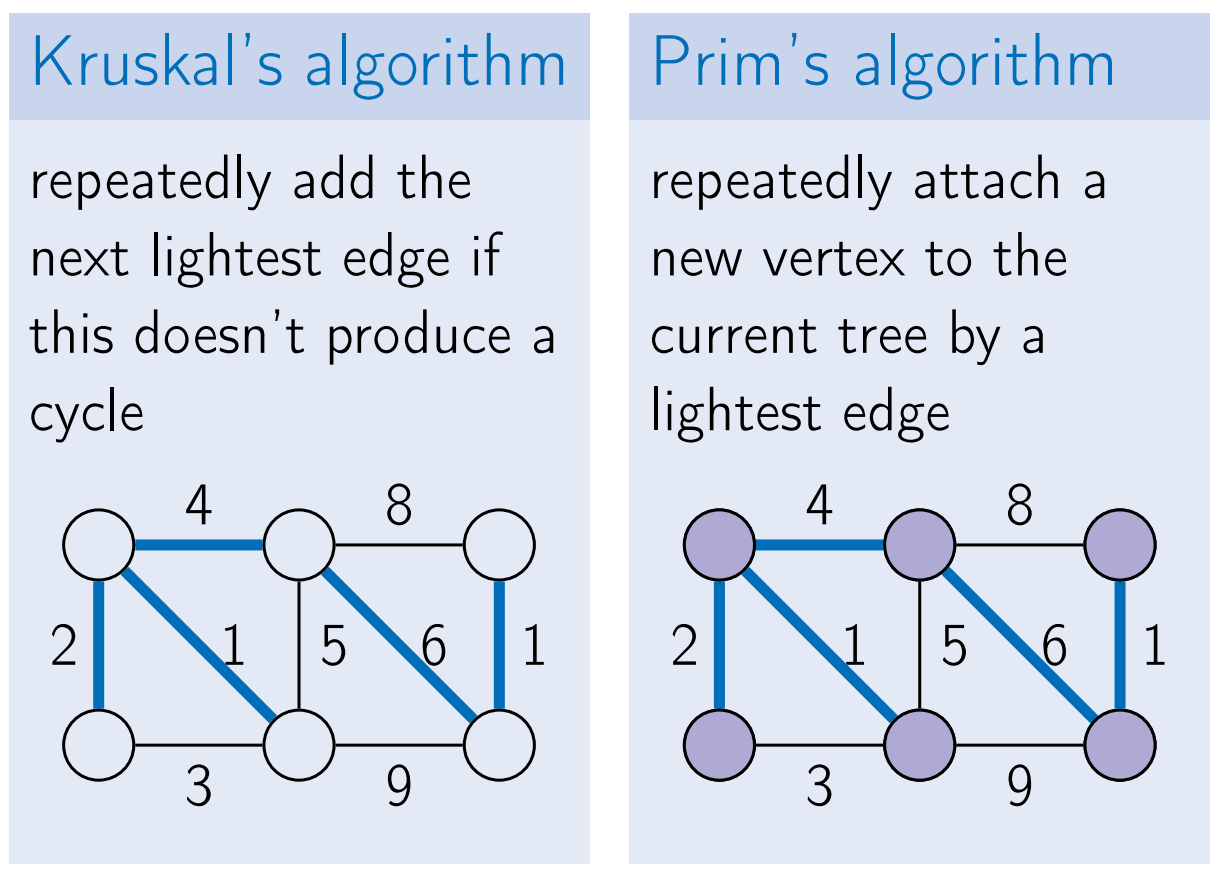 Kruskal's algorithm
repeatedly add the
next lightest edge if
this doesn't produce a
cycle
4 8
2 1 5 6 1
3 9
Prim's algorithm
repeatedly attach a
new vertex to the
current tree by a
lightest edge
4 8
2 1 5 6 1
3 9